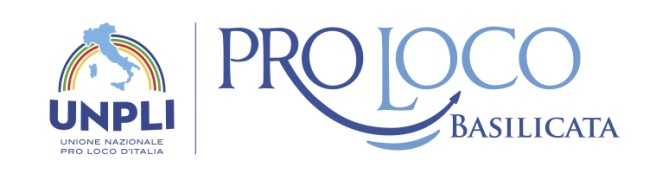 UNPLI
UNIONE NAZIONALE
PRO LOCO D'ITALIA
PRO LOCO
BASILICATA